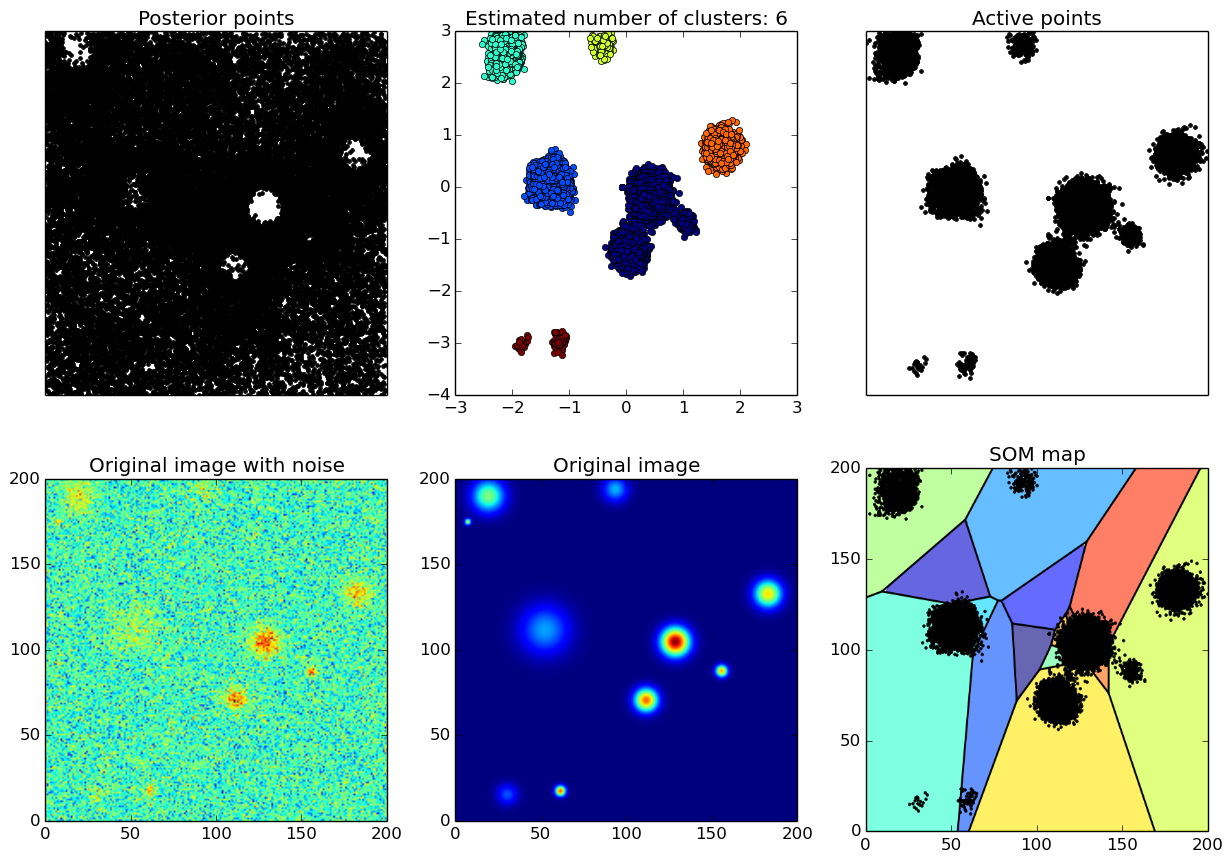 Posterior points
Estimated number of clusters: 6
Active points
3
2
1
0
−1
−2
−3
−4
−3 −2 −1 0 1 2 3
Original image with noise
Original image
SOM map
200
150
100
50
0
0 50 100 150 200
200
150
100
50
0
0 50 100 150 200
200
150
100
50
0
0 50 100 150 200